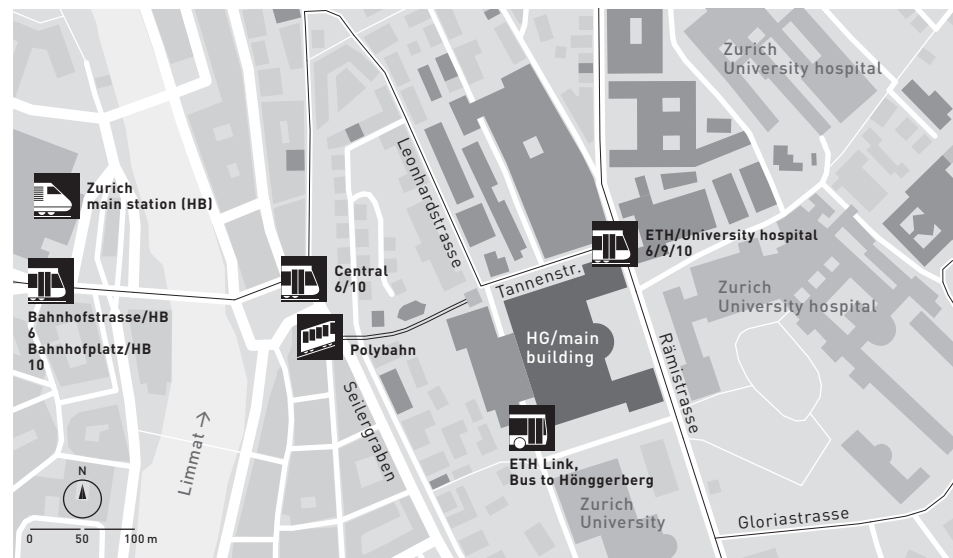 Zurich
University hospital
Leonhardstrasse
Zurich
main station (HB)
ETH/University hospital
6/9/10
Central
6/10
Tannenstr.
Zurich
University hospital
Bahnhofstrasse/HB
6
Bahnhofplatz/HB
10
Polybahn
HG/main
building
Rämistrasse
Seilergraben
Limmat →
ETH Link,
Bus to Hönggerberg
N
Zurich
University
Gloriastrasse
0 50 100 m